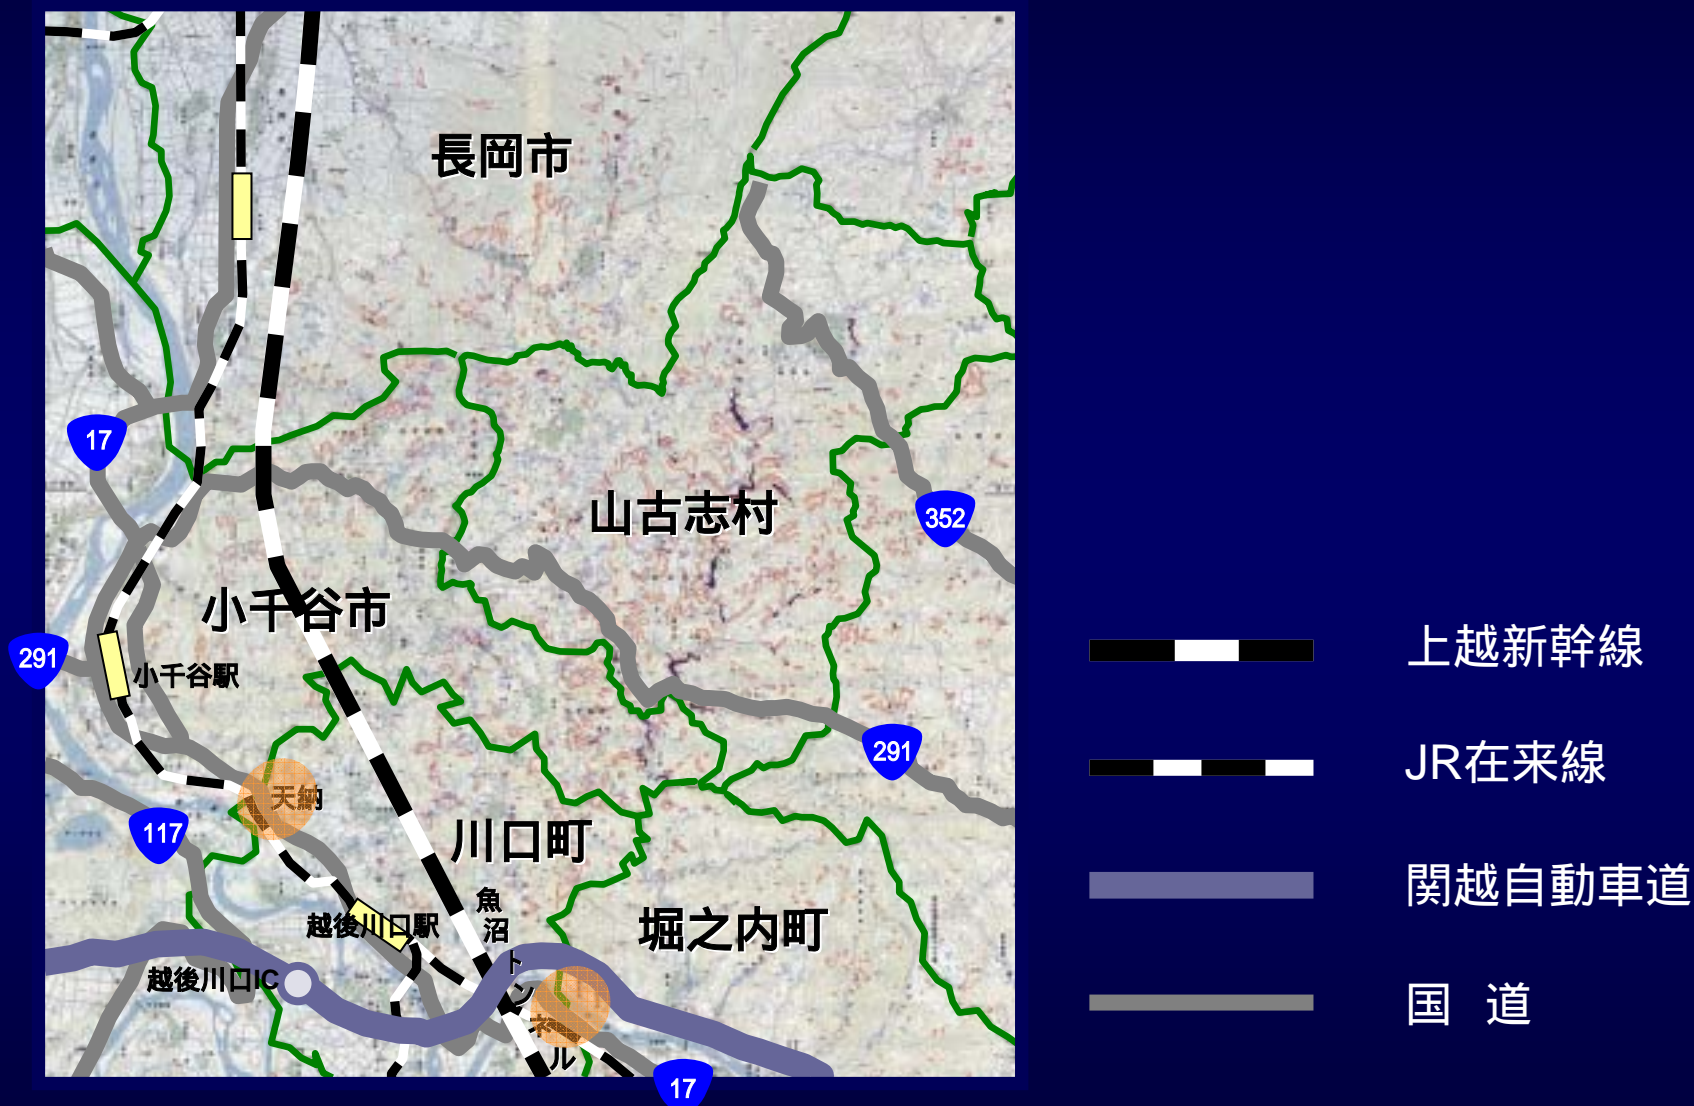 長岡市
17
山古志村
352
小千谷市
291
小千谷駅
上越新幹線
291
JR在来線
天納
117
川口町
関越自動車道
魚沼トンネル
越後川口駅
堀之内町
越後川口IC
国 道
17